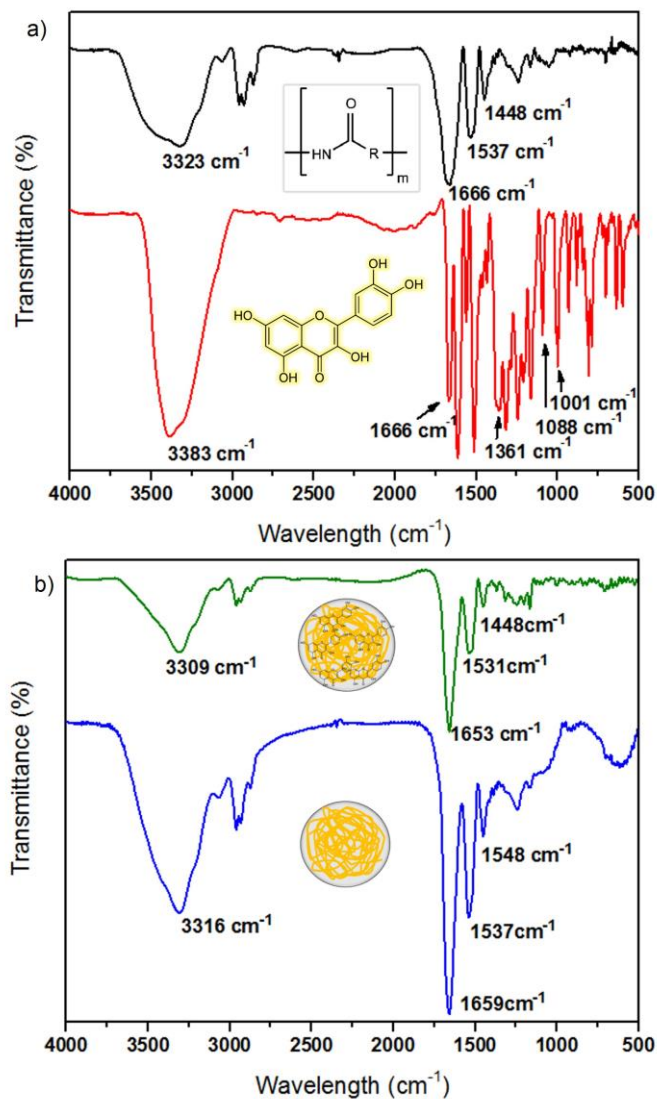 a)
Transmittance (%)
3323 cm⁻¹
O
HN
R
m
1448 cm⁻¹
1537 cm⁻¹
1666 cm⁻¹
OH
OH
HO
O
OH
OH
O
3383 cm⁻¹
1666 cm⁻¹
1361 cm⁻¹
1001 cm⁻¹
1088 cm⁻¹
4000 3500 3000 2500 2000 1500 1000 500
Wavelength (cm⁻¹)
b)
Transmittance (%)
3309 cm⁻¹
1448cm⁻¹
1531cm⁻¹
1653 cm⁻¹
3316 cm⁻¹
1548 cm⁻¹
1537cm⁻¹
1659cm⁻¹
4000 3500 3000 2500 2000 1500 1000 500
Wavelength (cm⁻¹)